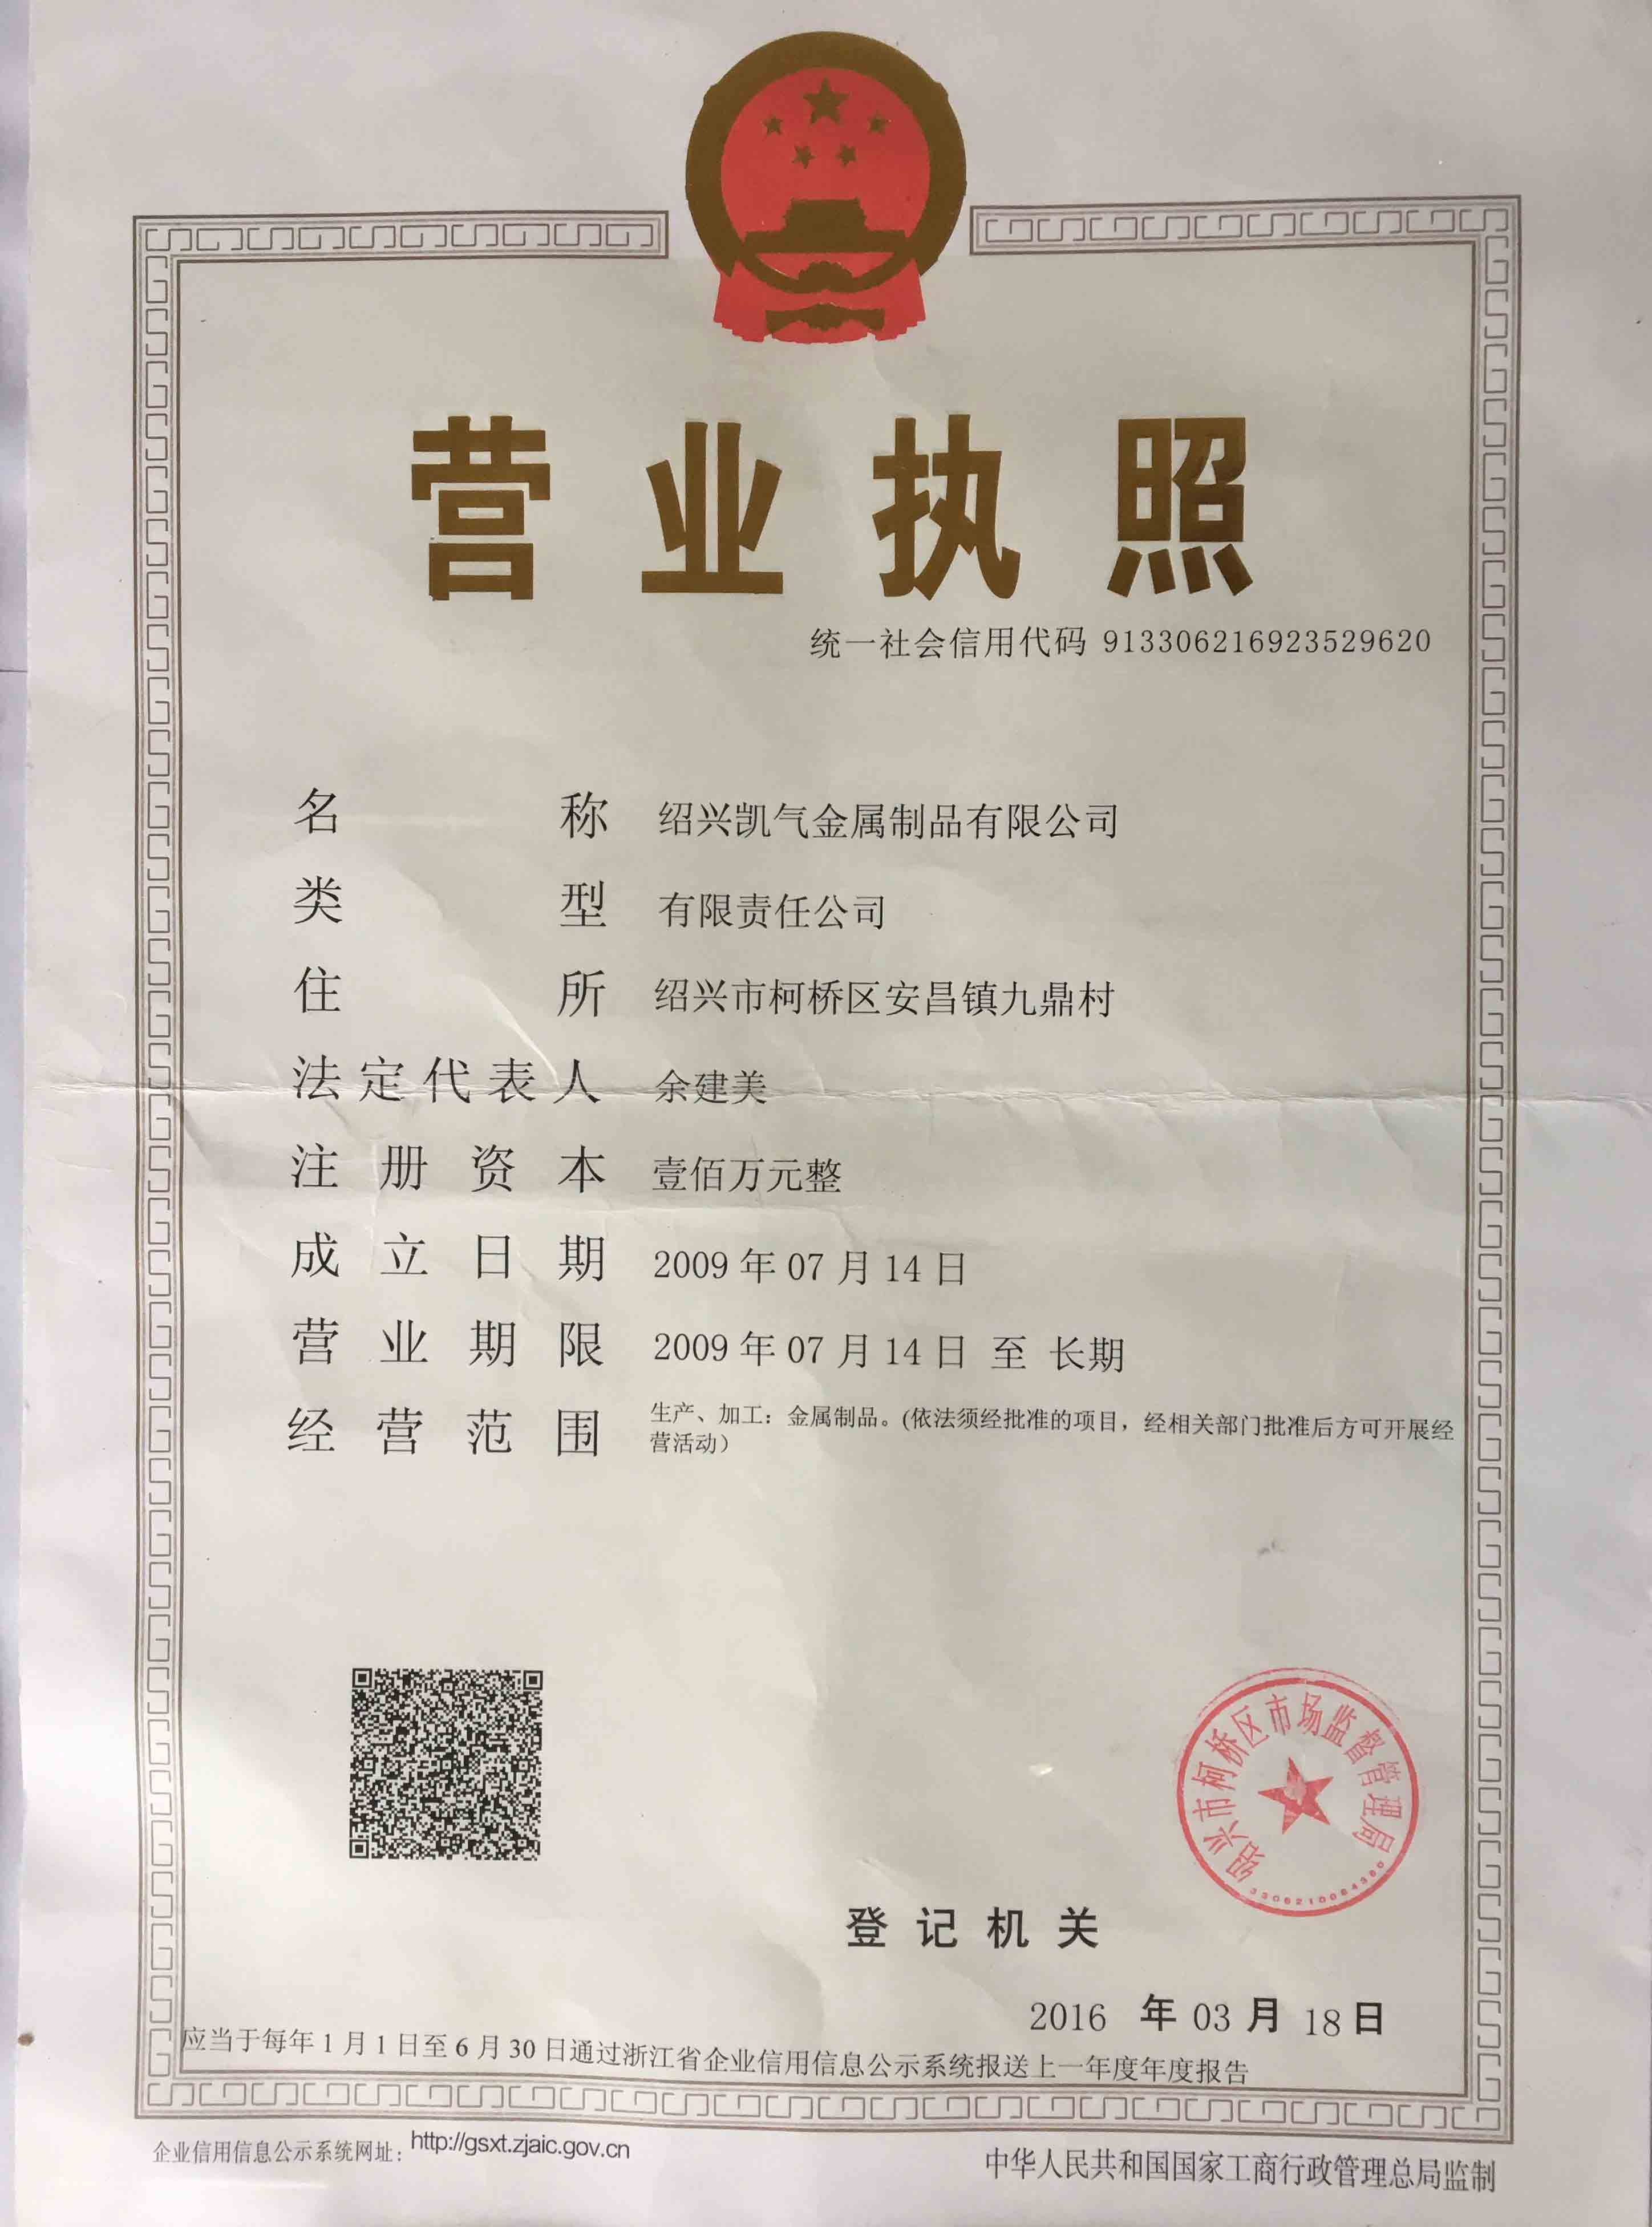 营业执照
统一社会信用代码 913306216923529620
名称 绍兴凯气金属制品有限公司
类型 有限责任公司
住所 绍兴市柯桥区安昌镇九鼎村
法定代表人 余建美
注册资本 壹佰万元整
成立日期 2009年07月14日
营业期限 2009年07月14日 至 长期
经营范围 生产、加工：金属制品。(依法须经批准的项目，经相关部门批准后方可开展经
营活动）
绍兴市柯桥区市场监督管理局
登记机关
2016 年 03 月 18 日
应当于每年1月1日至6月30日通过浙江省企业信用信息公示系统报送上一年度年度报告
企业信用信息公示系统网址：http://gsxt.zjaic.gov.cn
中华人民共和国国家工商行政管理总局监制